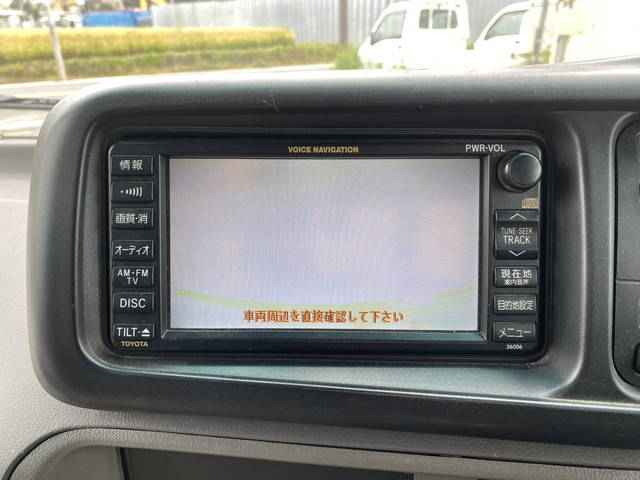 VOICE NAVIGATION
PWR·VOL
情報
画質·消
オーディオ
AM·FM
TV
DISC
TILT·
TOYOTA
TUNE·SEEK
TRACK
現在地
案内音声
目的地設定
メニュー
26006
車両周辺を直接確認して下さい